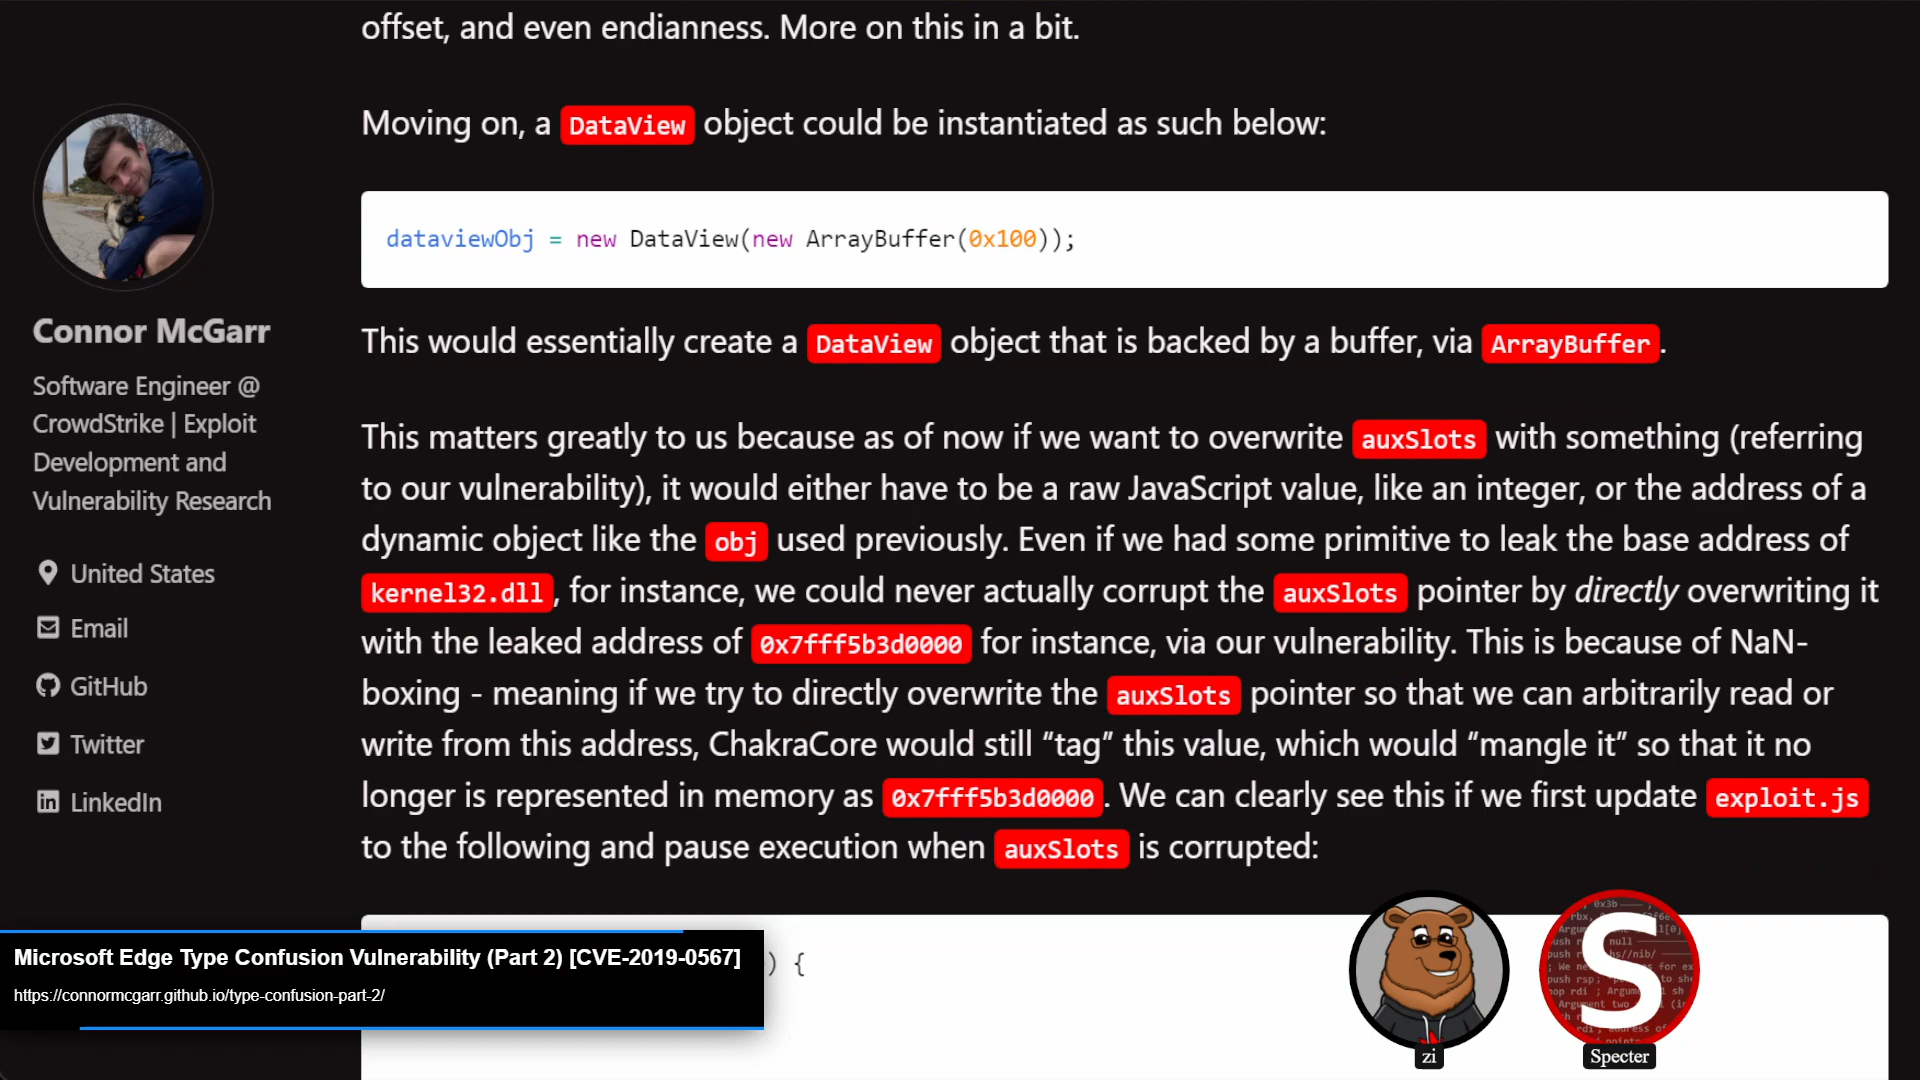 offset, and even endianness. More on this in a bit.
Moving on, a DataView object could be instantiated as such below:
dataviewObj = new DataView(new ArrayBuffer(0x100));
This would essentially create a DataView object that is backed by a buffer, via ArrayBuffer.
This matters greatly to us because as of now if we want to overwrite auxSlots with something (referring
to our vulnerability), it would either have to be a raw JavaScript value, like an integer, or the address of a
dynamic object like the obj used previously. Even if we had some primitive to leak the base address of
kernel32.dll, for instance, we could never actually corrupt the auxSlots pointer by directly overwriting it
with the leaked address of 0x7fff5b3d0000 for instance, via our vulnerability. This is because of NaN-
boxing - meaning if we try to directly overwrite the auxSlots pointer so that we can arbitrarily read or
write from this address, ChakraCore would still “tag” this value, which would “mangle it” so that it no
longer is represented in memory as 0x7fff5b3d0000. We can clearly see this if we first update exploit.js
to the following and pause execution when auxSlots is corrupted:
) {
Connor McGarr
Software Engineer @
CrowdStrike | Exploit
Development and
Vulnerability Research
United States
Email
GitHub
Twitter
LinkedIn
Microsoft Edge Type Confusion Vulnerability (Part 2) [CVE-2019-0567]
https://connormcgarr.github.io/type-confusion-part-2/
zi
S
Specter